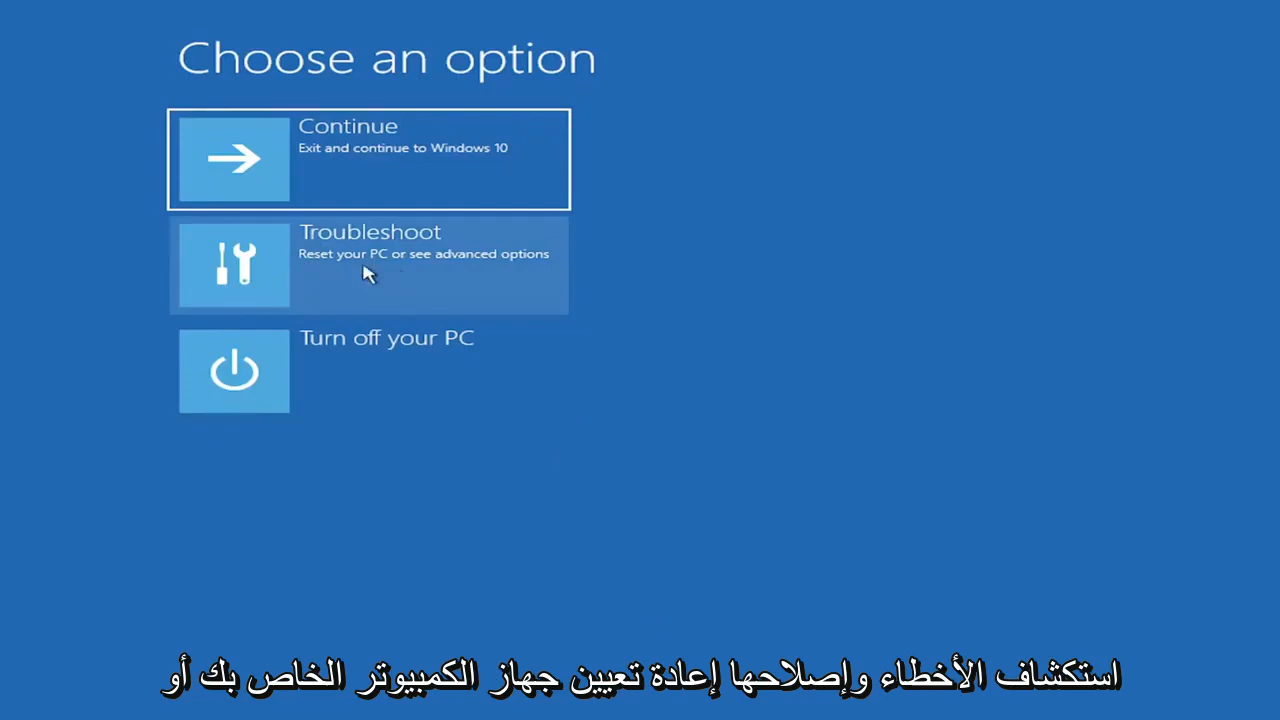 Choose an option
Continue
Exit and continue to Windows 10
Troubleshoot
Reset your PC or see advanced options
Turn off your PC
استكشاف الأخطاء وإصلاحها إعادة تعيين جهاز الكمبيوتر الخاص بك أو